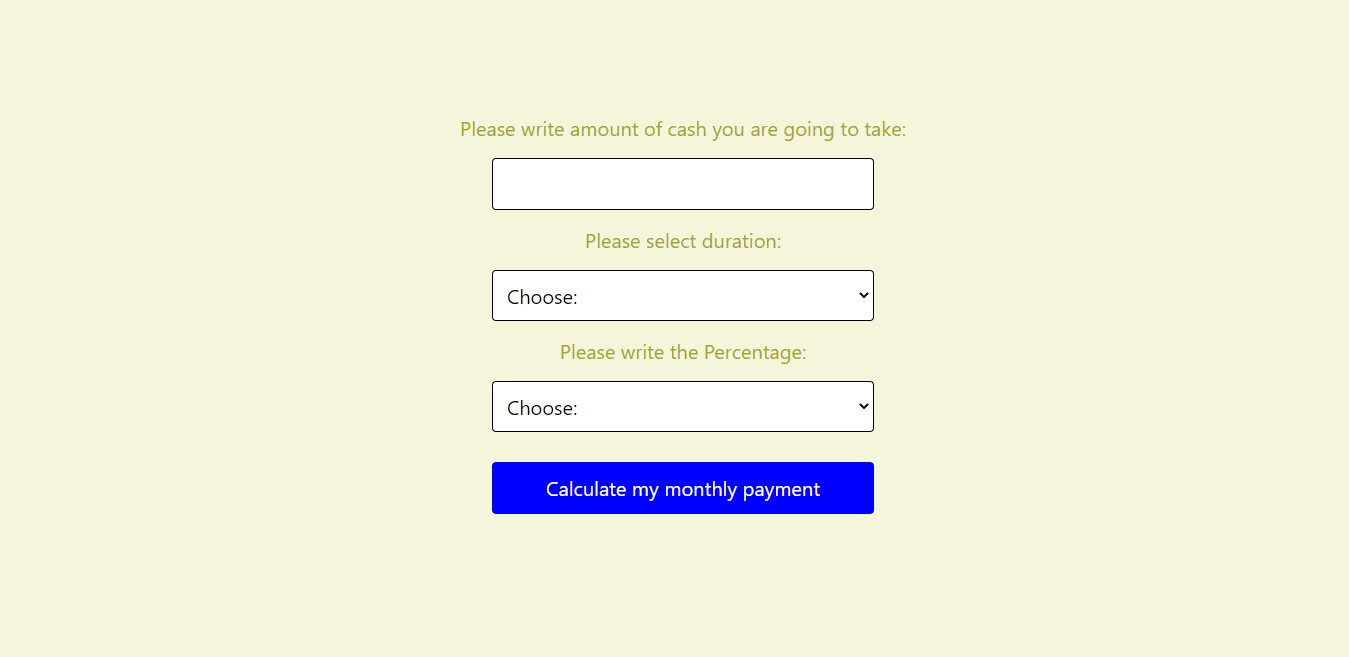 Please write amount of cash you are going to take:
Please select duration:
Choose:
Please write the Percentage:
Choose:
Calculate my monthly payment